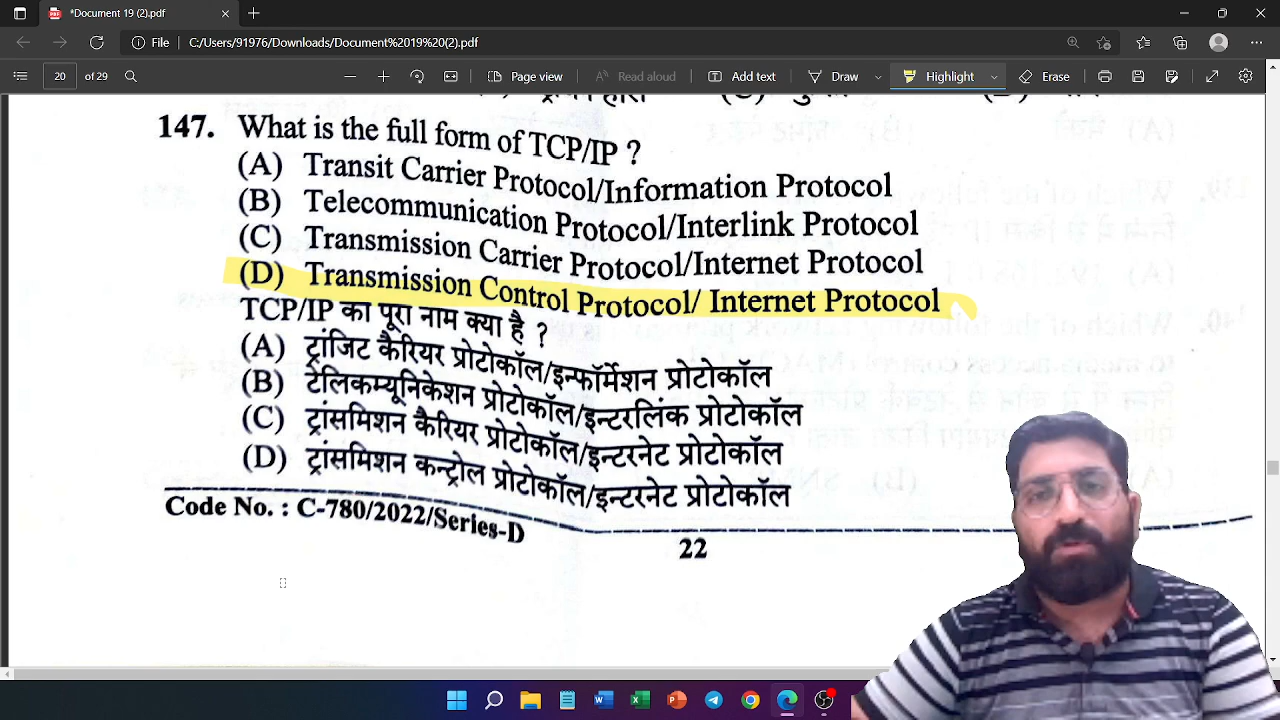 *Document 19 (2).pdf
File
C:/Users/91976/Downloads/Document%2019%20(2).pdf
20 of 29
Page view
Read aloud
Add text
Draw
Highlight
Erase
147. What is the full form of TCP/IP ?
(A) Transit Carrier Protocol/Information Protocol
(B) Telecommunication Protocol/Interlink Protocol
(C) Transmission Carrier Protocol/Internet Protocol
(D) Transmission Control Protocol/ Internet Protocol
TCP/IP का पूरा नाम क्या है ?
(A) ट्रांजिट कैरियर प्रोटोकॉल/इन्फॉर्मेशन प्रोटोकॉल
(B) टेलिकम्यूनिकेशन प्रोटोकॉल/इन्टरलिक प्रोटोकॉल
(C) ट्रांसमिशन कैरियर प्रोटोकॉल/इन्टरनेट प्रोटोकॉल
(D) ट्रांसमिशन कन्ट्रोल प्रोटोकॉल/इन्टरनेट प्रोटोकॉल
Code No. : C-780/2022/Series-D
22